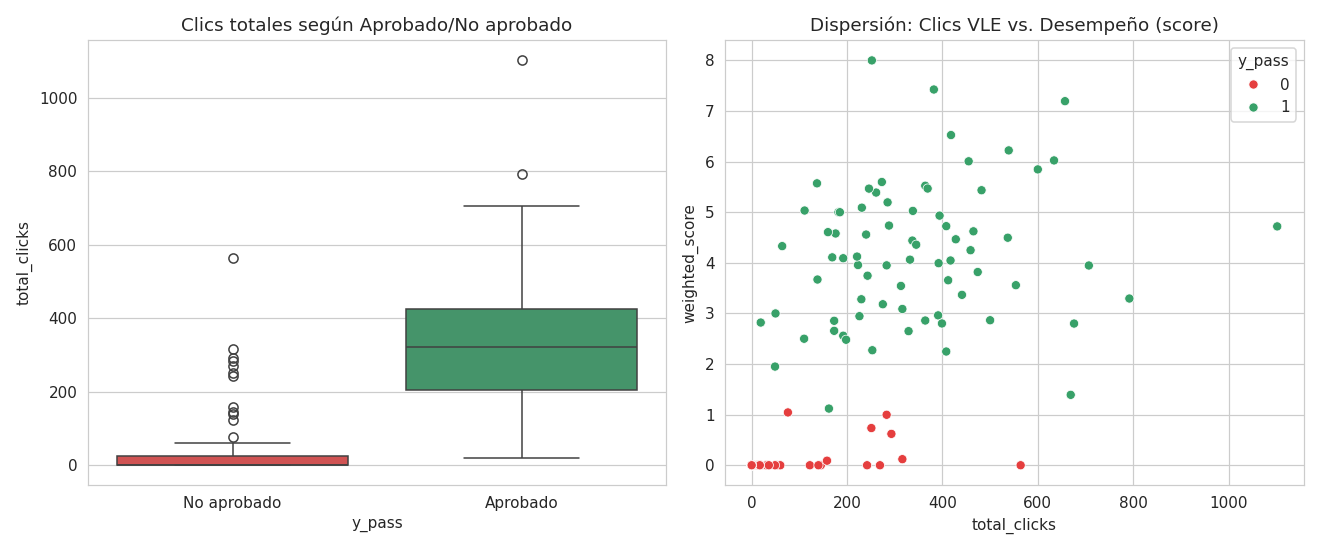 Clics totales según Aprobado/No aprobado
1000
800
600
400
200
0
total_clicks
No aprobado
Aprobado
y_pass
Dispersión: Clics VLE vs. Desempeño (score)
y_pass
0
1
8
7
6
5
4
3
2
1
0
weighted_score
0
200
400
600
800
1000
total_clicks